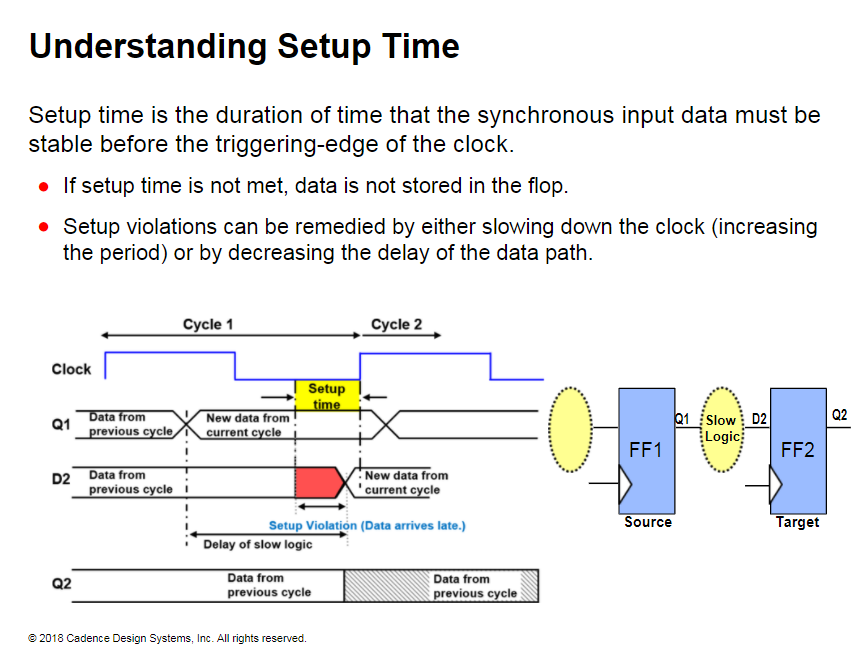 Understanding Setup Time
Setup time is the duration of time that the synchronous input data must be
stable before the triggering-edge of the clock.
If setup time is not met, data is not stored in the flop.
Setup violations can be remedied by either slowing down the clock (increasing
the period) or by decreasing the delay of the data path.
Cycle 1
Cycle 2
Clock
Setup
time
Q1
Data from
previous cycle
New data from
current cycle
D2
Data from
previous cycle
New data from
current cycle
Setup Violation (Data arrives late.)
Delay of slow logic
Q2
Data from
previous cycle
Data from
previous cycle
FF1
Source
Q1
Slow
Logic
D2
FF2
Target
Q2
© 2018 Cadence Design Systems, Inc. All rights reserved.